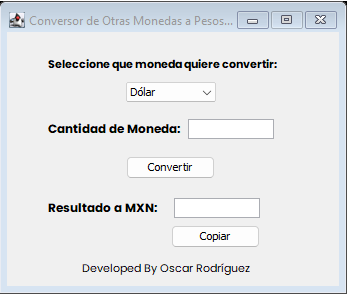 Conversor de Otras Monedas a Pesos...
Seleccione que moneda quiere convertir:
Dólar
Cantidad de Moneda:
Convertir
Resultado a MXN:
Copiar
Developed By Oscar Rodríguez